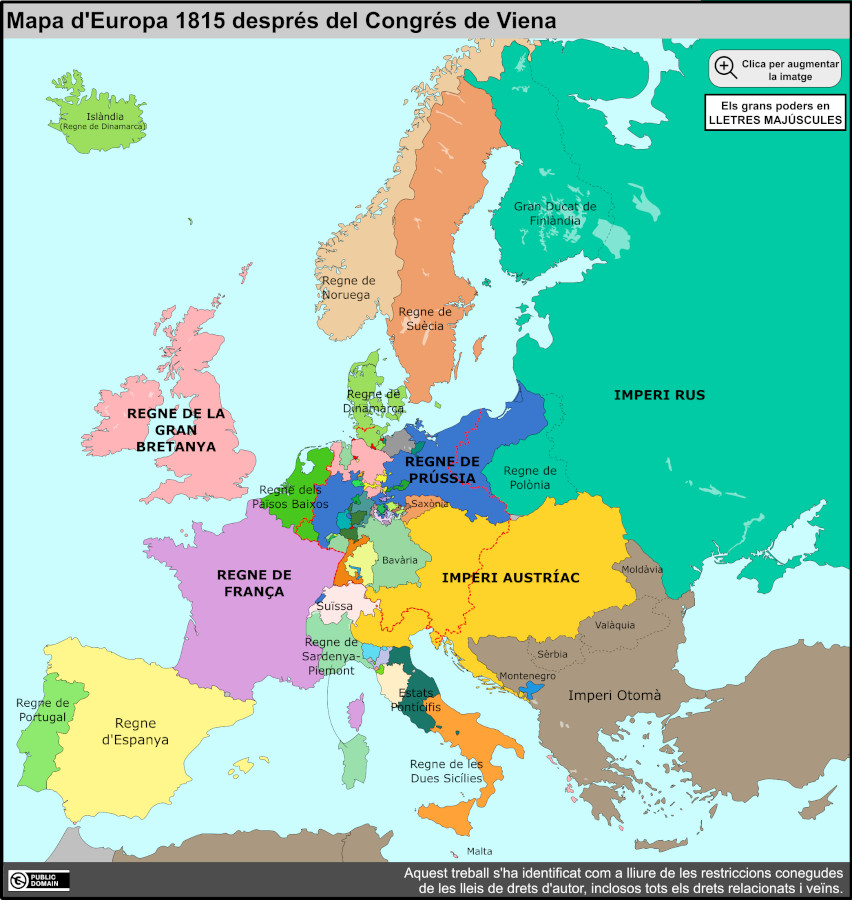 Mapa d'Europa 1815 després del Congrés de Viena
Clica per augmentar
la imatge
Els grans poders en
LLETRES MAJÚSCULES
Islàndia
(Regne de Dinamarca)
Gran Ducat de
Finlàndia
Regne de
Noruega
Regne de
Suècia
Regne de
Dinamarca
IMPERI RUS
REGNE DE LA
GRAN
BRETANYA
REGNE DE
PRÚSSIA
Regne de
Polònia
Regne dels
Països Baixos
Saxònia
Bavària
REGNE DE
FRANÇA
IMPERI AUSTRÍAC
Moldàvia
Suïssa
Valàquia
Regne de
Sardenya-
Piemont
Sèrbia
Montenegro
Imperi Otomà
Estats
Pontificis
Regne de
Portugal
Regne
d'Espanya
Regne de les
Dues Sicílies
Malta
PUBLIC
DOMAIN
Aquest treball s'ha identificat com a lliure de les restriccions conegudes
de les lleis de drets d'autor, inclosos tots els drets relacionats i veïns.